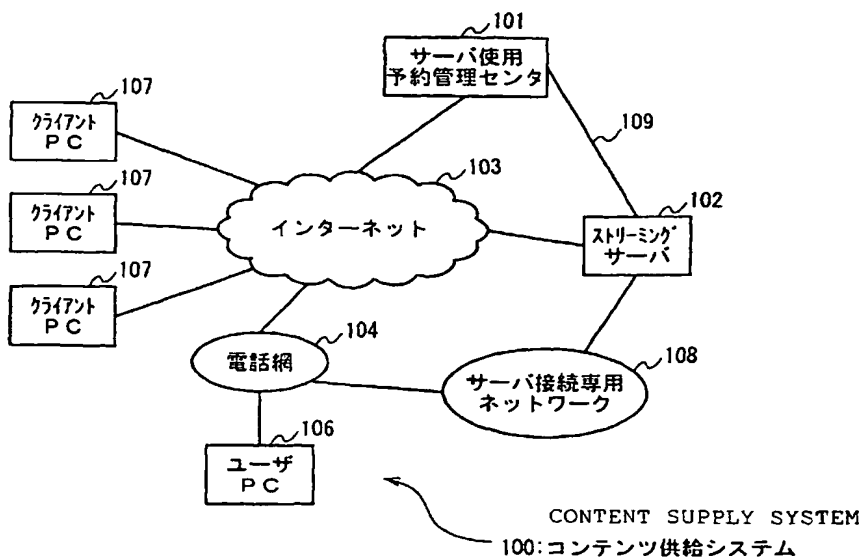 101
サーバ使用
予約管理センタ
107
クライアント
PC
109
103
102
107
クライアント
PC
インターネット
ストリーミング
サーバ
107
クライアント
PC
104
電話網
108
サーバ接続専用
ネットワーク
106
ユーザ
PC
CONTENT SUPPLY SYSTEM
100:コンテンツ供給システム